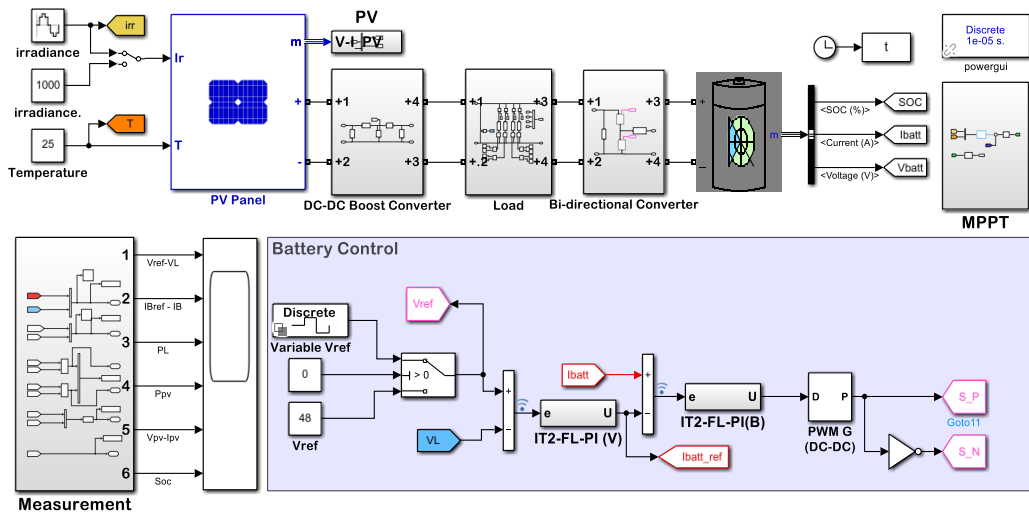 irradiance
irr
1000
irradiance.
25
T
Temperature
Ir
T
m
+
-
PV Panel
PV
V-I_PV
+1
+4
+2
+3
DC-DC Boost Converter
+1
+3
+.2
+4
Load
+1
+3
+2
+4
Bi-directional Converter
+
m
–
<SOC (%)>
<Current (A)>
<Voltage (V)>
SOC
Ibatt
Vbatt
t
Discrete
1e-05 s.
powergui
MPPT
1
2
3
4
5
6
Vref-VL
IBref - IB
PL
Ppv
Vpv-Ipv
Soc
Measurement
Battery Control
Vref
Discrete
Variable Vref
0
> 0
48
Vref
VL
+
−
e
U
IT2-FL-PI (V)
Ibatt
+
−
Ibatt_ref
e
U
IT2-FL-PI(B)
D
P
PWM G
(DC-DC)
S_P
Goto11
S_N